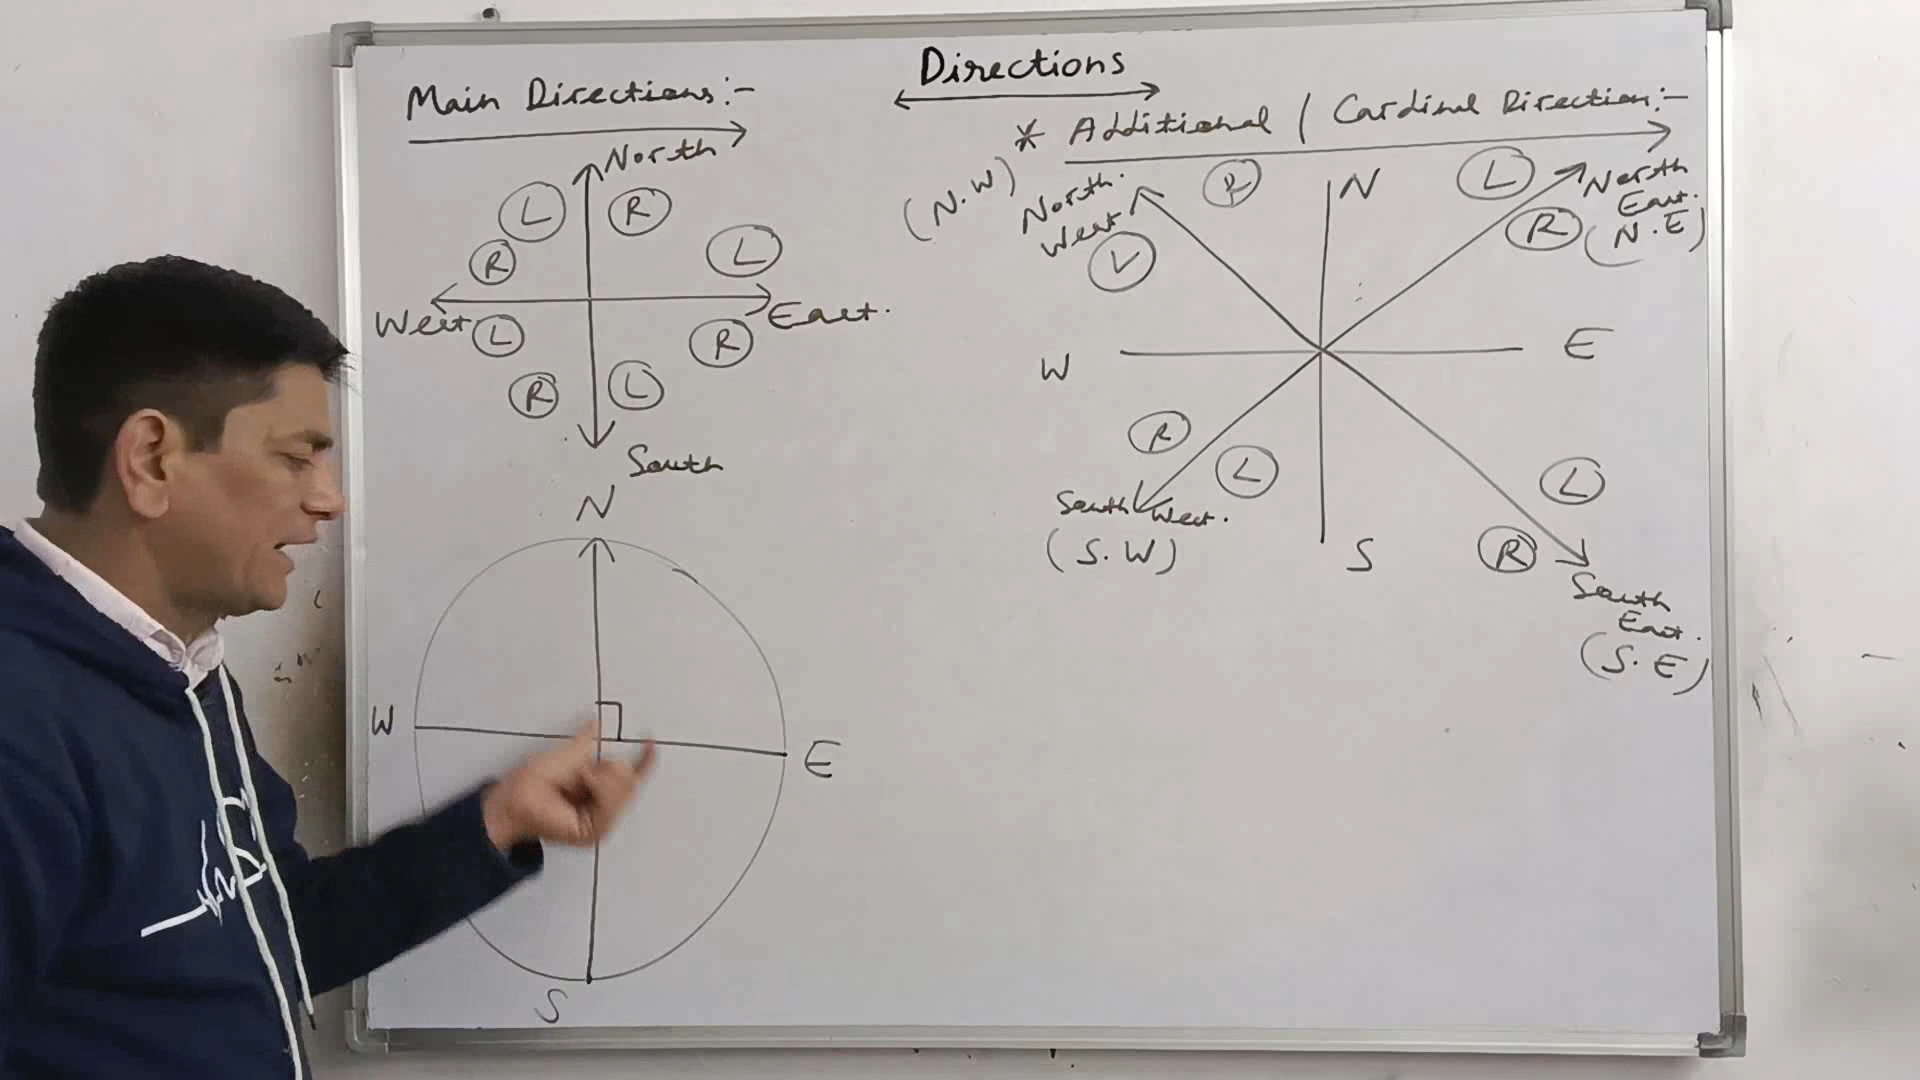 Directions
Main Directions:-
North
L
R
R
L
West
East.
L
R
R
L
South
N
W
E
S
* Additional / Cardinal Direction:-
(N.W)
North.
West
R
N
L
North
East.
(N.E)
R
L
W
E
R
L
L
South West.
(S.W)
S
R
South
East.
(S.E)